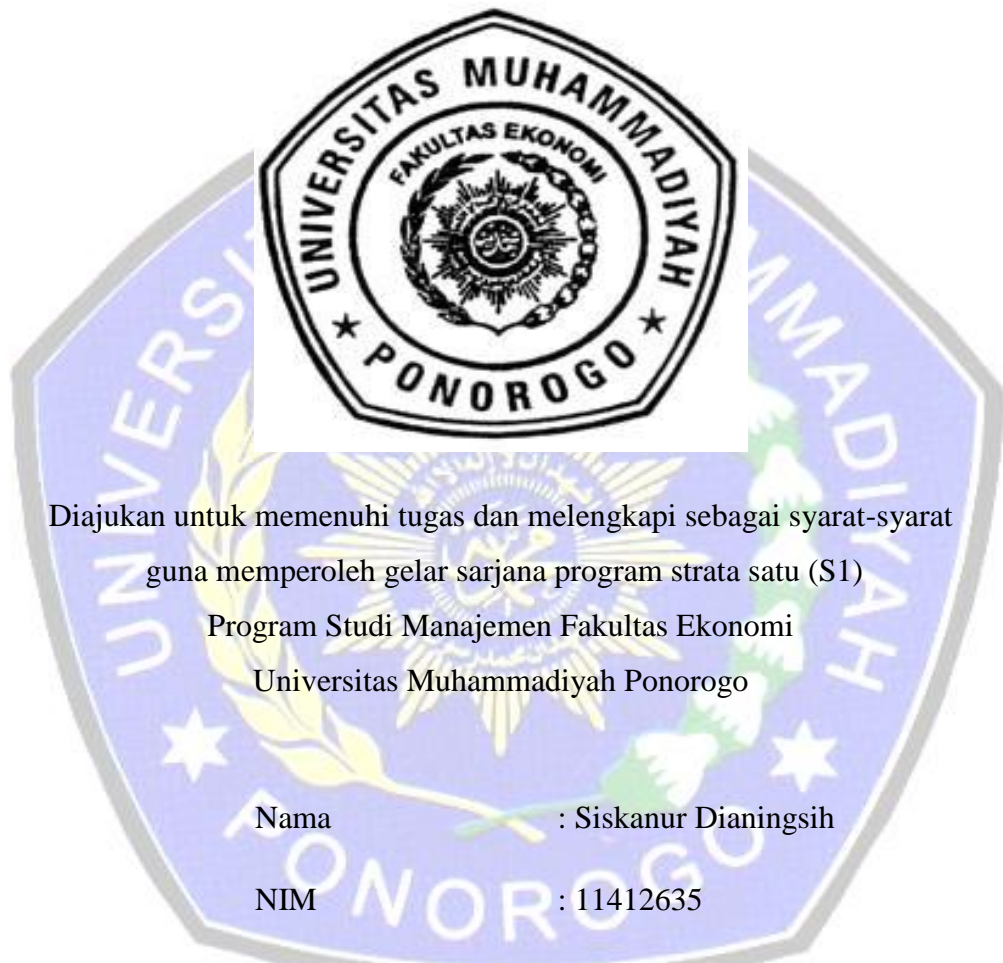 UNIVERSITAS MUHAMMADIYAH
FAKULTAS EKONOMI
★ PONOROGO ★
Diajukan untuk memenuhi tugas dan melengkapi sebagai syarat-syarat
guna memperoleh gelar sarjana program strata satu (S1)
Program Studi Manajemen Fakultas Ekonomi
Universitas Muhammadiyah Ponorogo
Nama : Siskanur Dianingsih
NIM : 11412635
PONOROGO